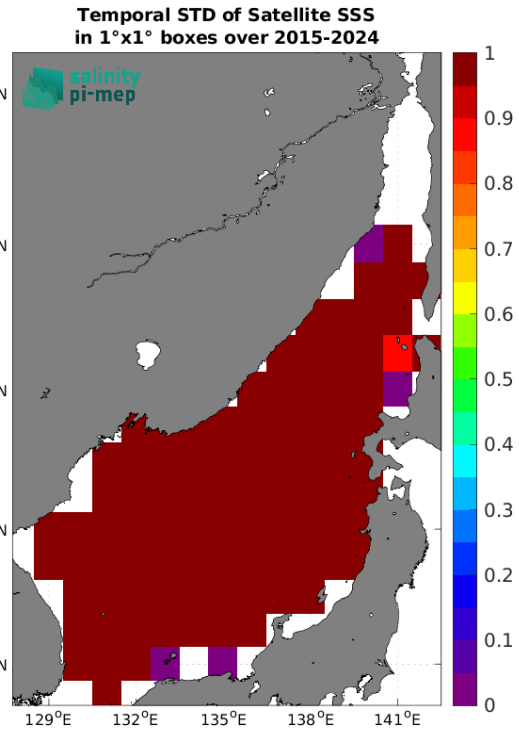 Temporal STD of Satellite SSS
in 1°x1° boxes over 2015-2024
salinity
pi-mep
N
N
N
N
N
1
0.9
0.8
0.7
0.6
0.5
0.4
0.3
0.2
0.1
0
129°E 132°E 135°E 138°E 141°E